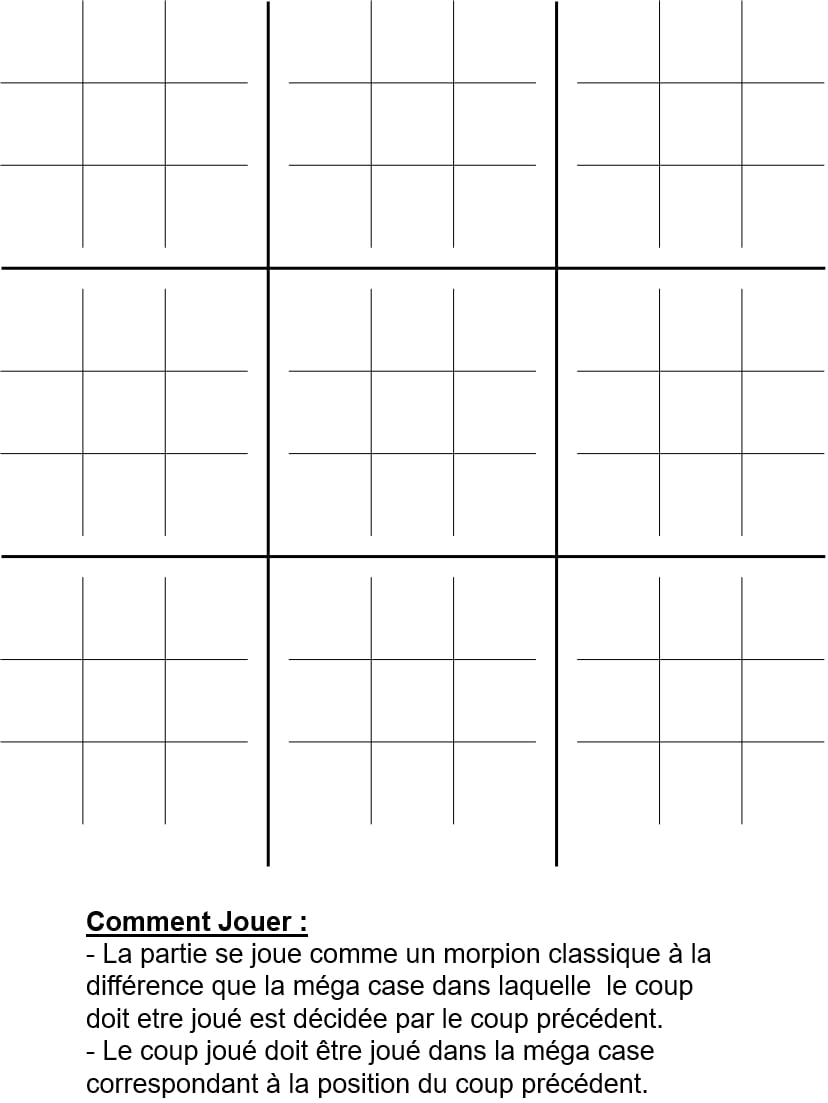 Comment Jouer :
- La partie se joue comme un morpion classique à la
différence que la méga case dans laquelle  le coup
doit etre joué est décidée par le coup précédent.
- Le coup joué doit être joué dans la méga case
correspondant à la position du coup précédent.